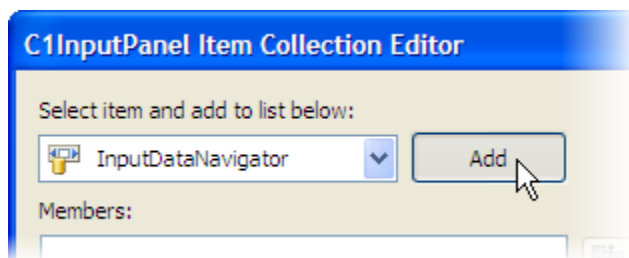 C1InputPanel Item Collection Editor
Select item and add to list below:
InputDataNavigator Add
Members: